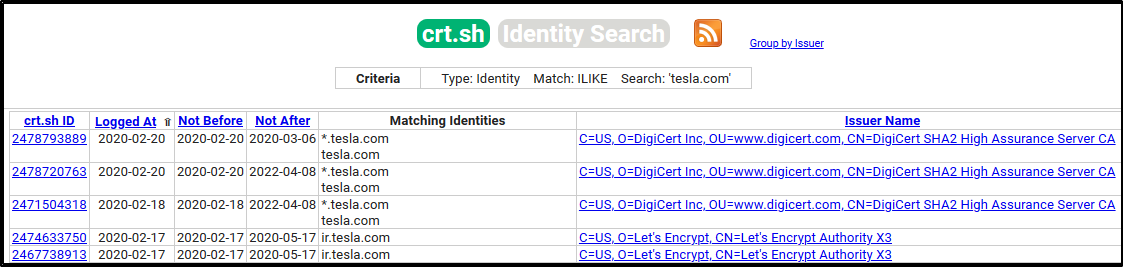 crt.sh Identity Search Group by Issuer
Criteria Type: Identity Match: ILIKE Search: 'tesla.com'
crt.sh ID Logged At ⇧ Not Before Not After Matching Identities Issuer Name
2478793889 2020-02-20 2020-02-20 2020-03-06 *.tesla.com C=US, O=DigiCert Inc, OU=www.digicert.com, CN=DigiCert SHA2 High Assurance Server CA
tesla.com
2478720763 2020-02-20 2020-02-20 2022-04-08 *.tesla.com C=US, O=DigiCert Inc, OU=www.digicert.com, CN=DigiCert SHA2 High Assurance Server CA
tesla.com
2471504318 2020-02-18 2020-02-18 2022-04-08 *.tesla.com C=US, O=DigiCert Inc, OU=www.digicert.com, CN=DigiCert SHA2 High Assurance Server CA
tesla.com
2474633750 2020-02-17 2020-02-17 2020-05-17 ir.tesla.com C=US, O=Let's Encrypt, CN=Let's Encrypt Authority X3
2467738913 2020-02-17 2020-02-17 2020-05-17 ir.tesla.com C=US, O=Let's Encrypt, CN=Let's Encrypt Authority X3